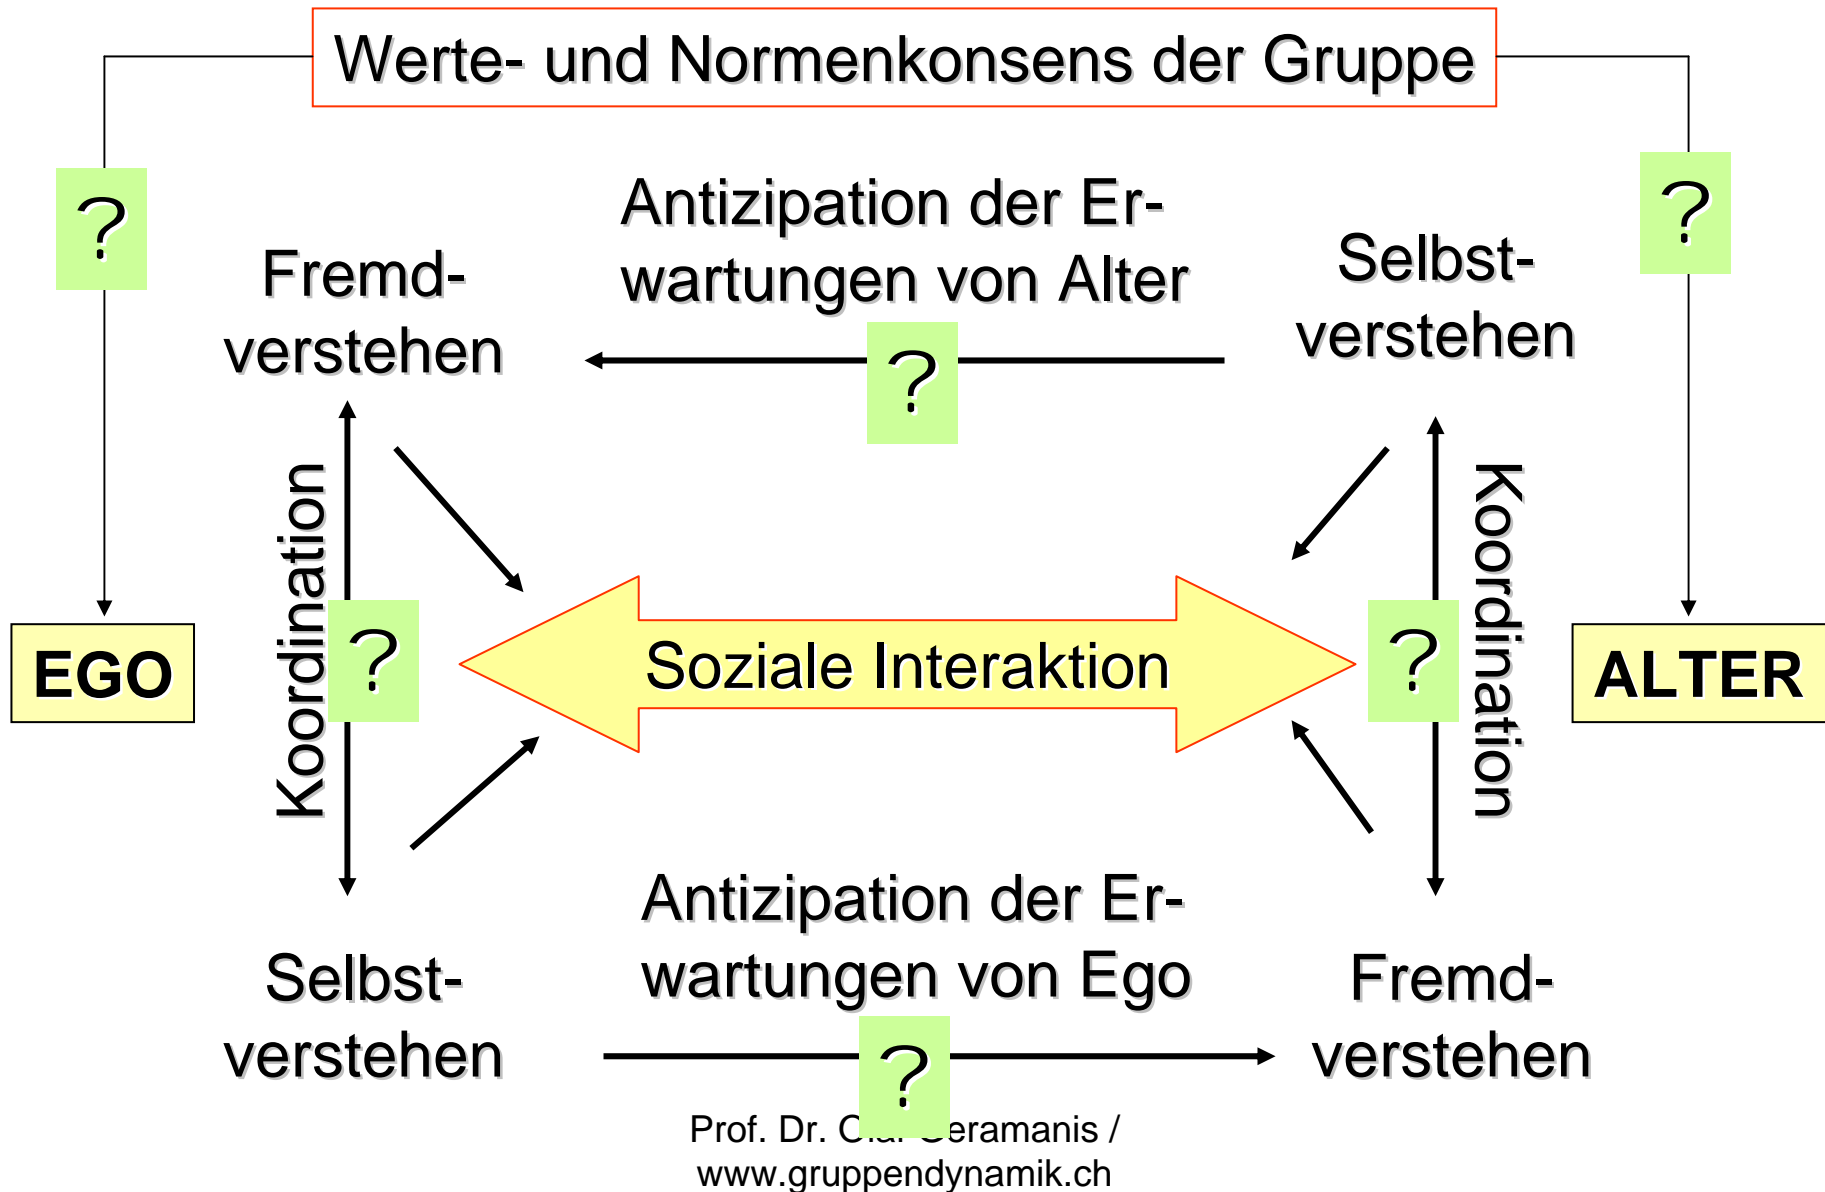 Werte- und Normenkonsens der Gruppe
?
?
Antizipation der Er-
wartungen von Alter
Fremd-
verstehen
Selbst-
verstehen
?
Koordination
Koordination
?
?
EGO
Soziale Interaktion
ALTER
Antizipation der Er-
wartungen von Ego
Selbst-
verstehen
Fremd-
verstehen
?
Prof. Dr. /
www.gruppendynamik.ch